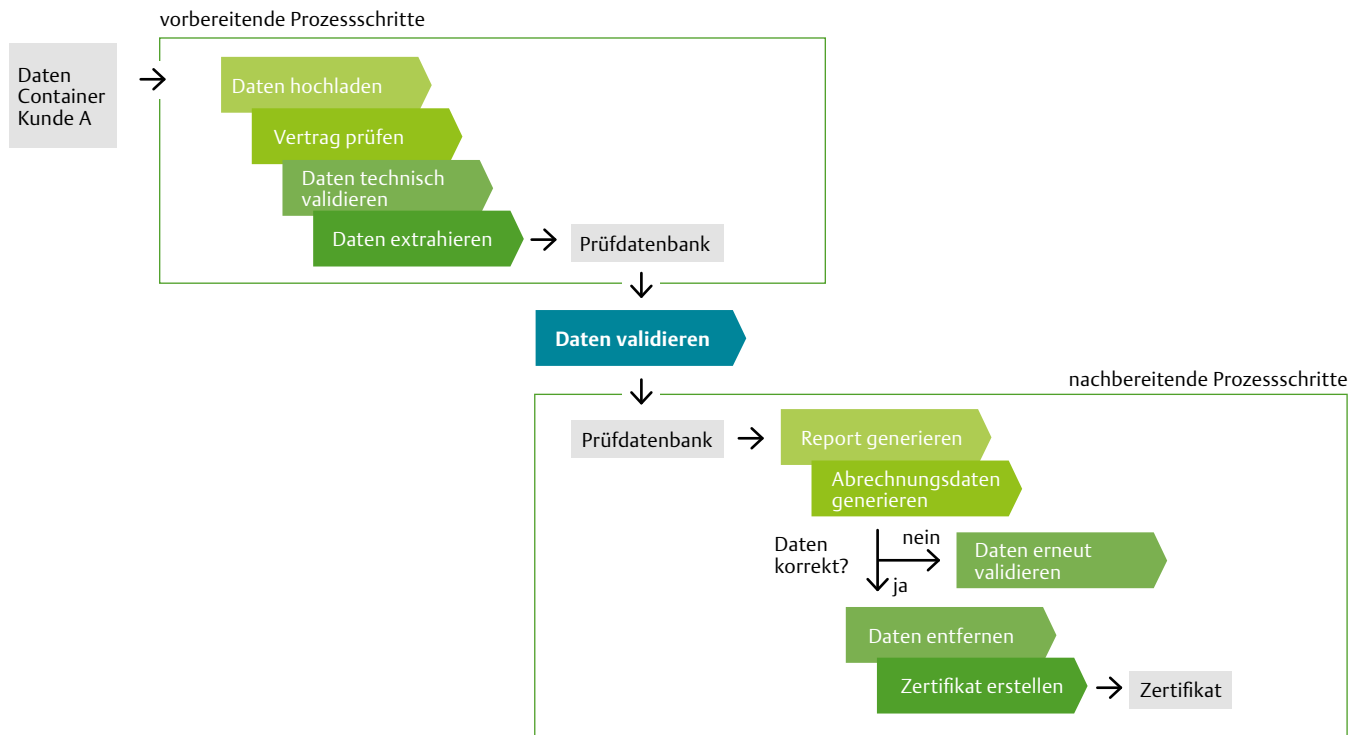 vorbereitende Prozessschritte
Daten
Container
Kunde A
Daten hochladen
Vertrag prüfen
Daten technisch
validieren
Daten extrahieren
Prüfdatenbank
Daten validieren
nachbereitende Prozessschritte
Prüfdatenbank
Report generieren
Abrechnungsdaten
generieren
Daten
korrekt?
nein
ja
Daten erneut
validieren
Daten entfernen
Zertifikat erstellen
Zertifikat